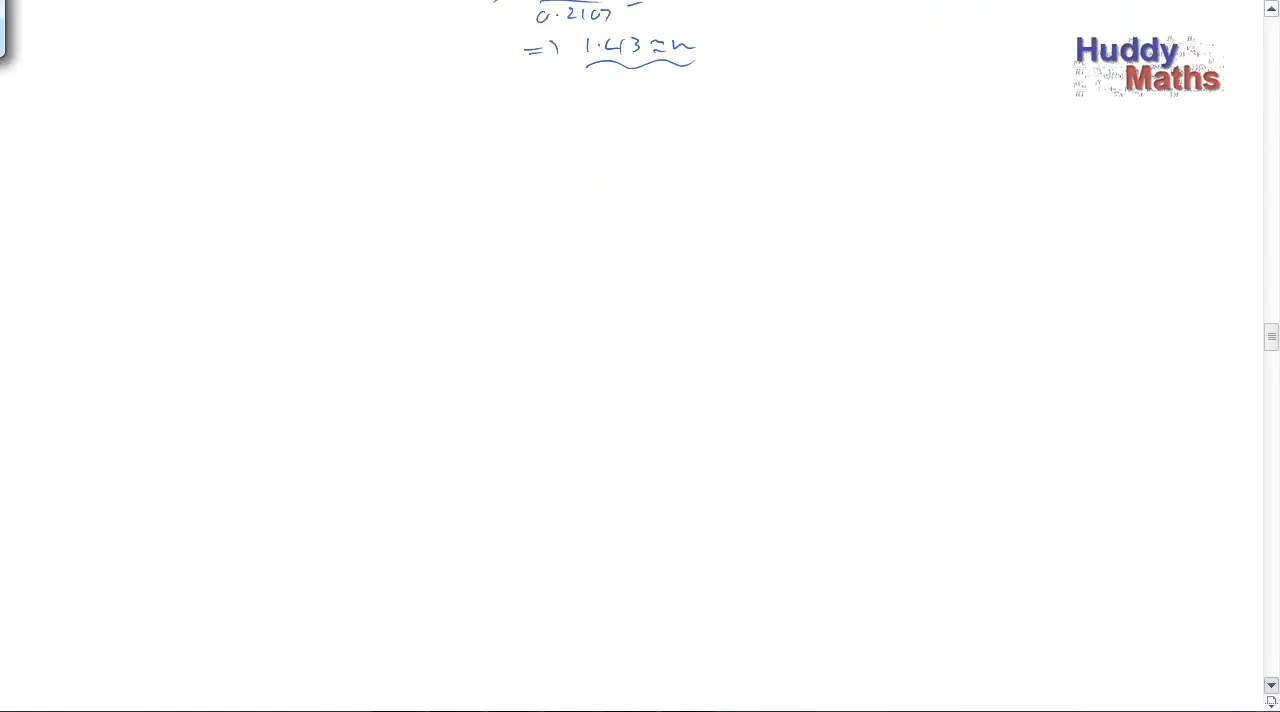 0.2107
=> 1.43 ≅ n
Huddy
Maths